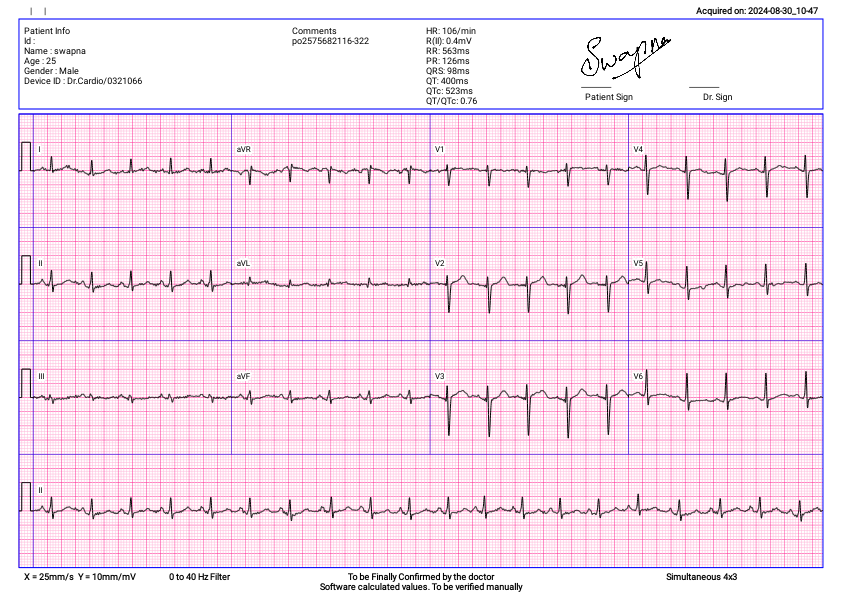 Acquired on: 2024-08-30_10-47
Patient Info
Id :
Name : swapna
Age : 25
Gender : Male
Device ID : Dr.Cardio/0321066
Comments
po2575682116-322
HR: 106/min
R(II): 0.4mV
RR: 563ms
PR: 126ms
QRS: 98ms
QT: 400ms
QTc: 523ms
QT/QTc: 0.76
Swapna
Patient Sign
Dr. Sign
I
aVR
V1
V4
II
aVL
V2
V5
III
aVF
V3
V6
II
X = 25mm/s Y = 10mm/mV
0 to 40 Hz Filter
To be Finally Confirmed by the doctor
Software calculated values. To be verified manually
Simultaneous 4x3